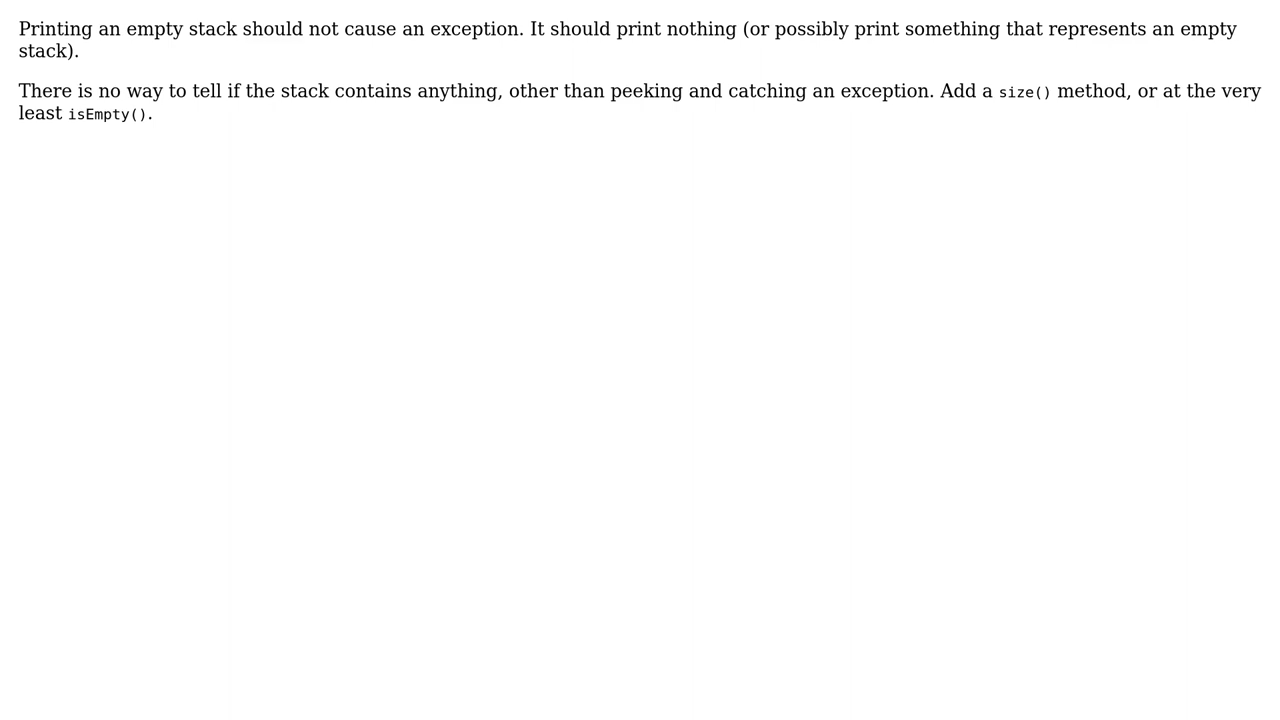 Printing an empty stack should not cause an exception. It should print nothing (or possibly print something that represents an empty
stack).
There is no way to tell if the stack contains anything, other than peeking and catching an exception. Add a size() method, or at the very
least isEmpty().